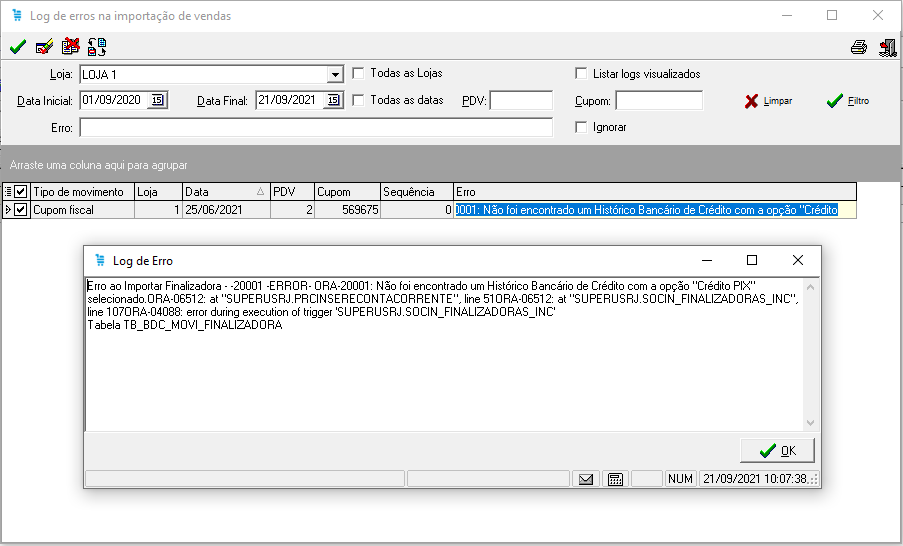 Log de erros na importação de vendas
Loja: LOJA 1 Todas as Lojas Listar logs visualizados
Data Inicial: 01/09/2020 15 Data Final: 21/09/2021 15 Todas as datas PDV: Cupom: Limpar Filtro
Erro: Ignorar
Arraste uma coluna aqui para agrupar
Tipo de movimento Loja Data PDV Cupom Sequência Erro
Cupom fiscal 1 25/06/2021 2 569675 0 0001: Não foi encontrado um Histórico Bancário de Crédito com a opção "Crédito
Log de Erro
Erro ao Importar Finalizadora - -20001 -ERROR- ORA-20001: Não foi encontrado um Histórico Bancário de Crédito com a opção "Crédito PIX"
selecionado.ORA-06512: at "SUPERUSRJ.PRCINSERECONTACORRENTE", line 51ORA-06512: at "SUPERUSRJ.SOCIN_FINALIZADORAS_INC",
line 107ORA-04088: error during execution of trigger 'SUPERUSRJ.SOCIN_FINALIZADORAS_INC'
Tabela TB_BDC_MOVI_FINALIZADORA
OK
NUM 21/09/2021 10:07:38